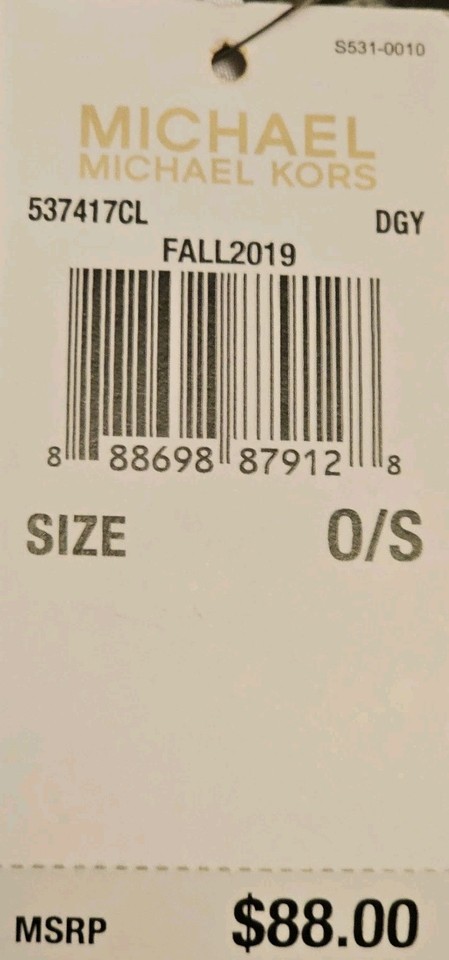 S531-0010
MICHAEL
MICHAEL KORS
537417CL DGY
FALL2019
8 88698 87912 8
SIZE O/S
MSRP $88.00